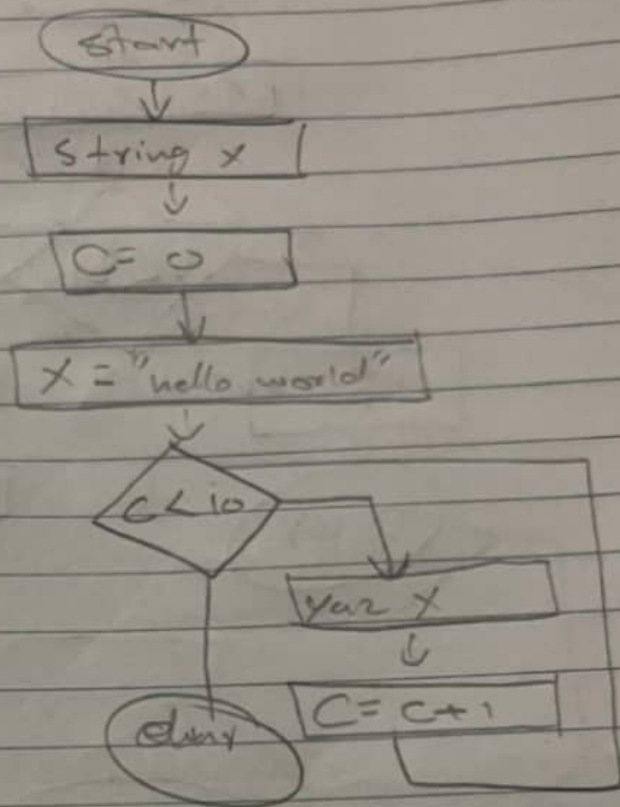 start
string x
C= 0
X = "hello world"
c<10
yaz X
C= c+1